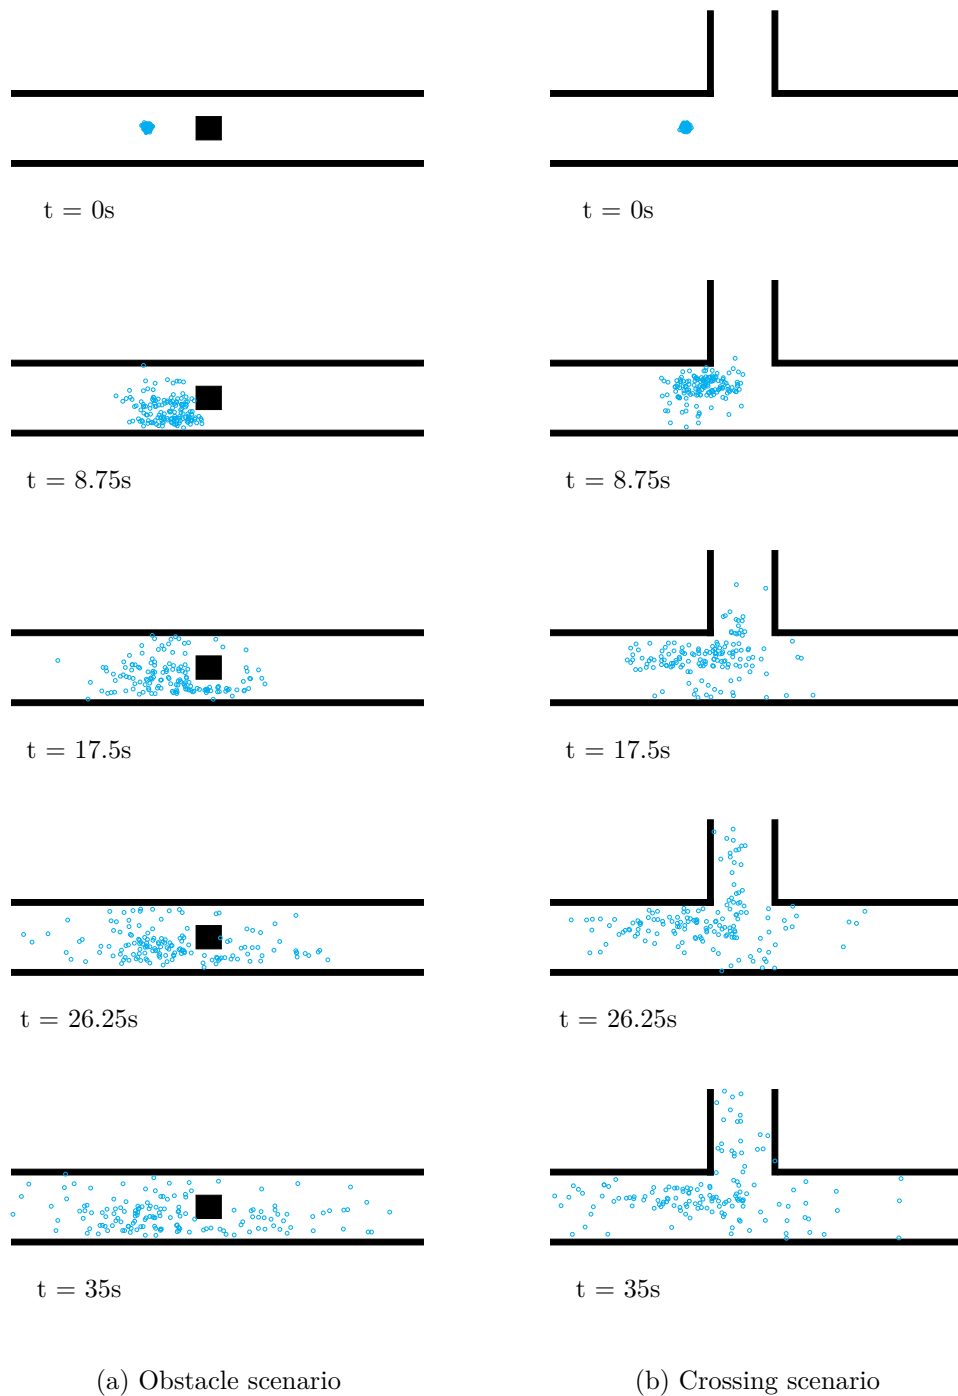 t = 0s
t = 0s
t = 8.75s
t = 8.75s
t = 17.5s
t = 17.5s
t = 26.25s
t = 26.25s
t = 35s
t = 35s
(a) Obstacle scenario
(b) Crossing scenario